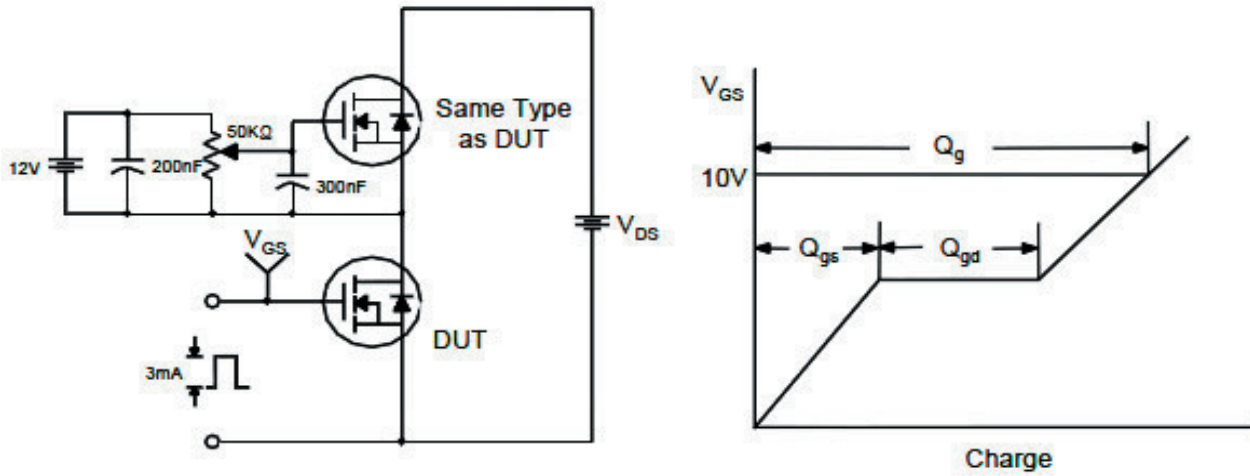 12V
200nF
50KΩ
300nF
Same Type
as DUT
V_GS
3mA
DUT
V_DS
V_GS
10V
Q_g
Q_gs
Q_gd
Charge